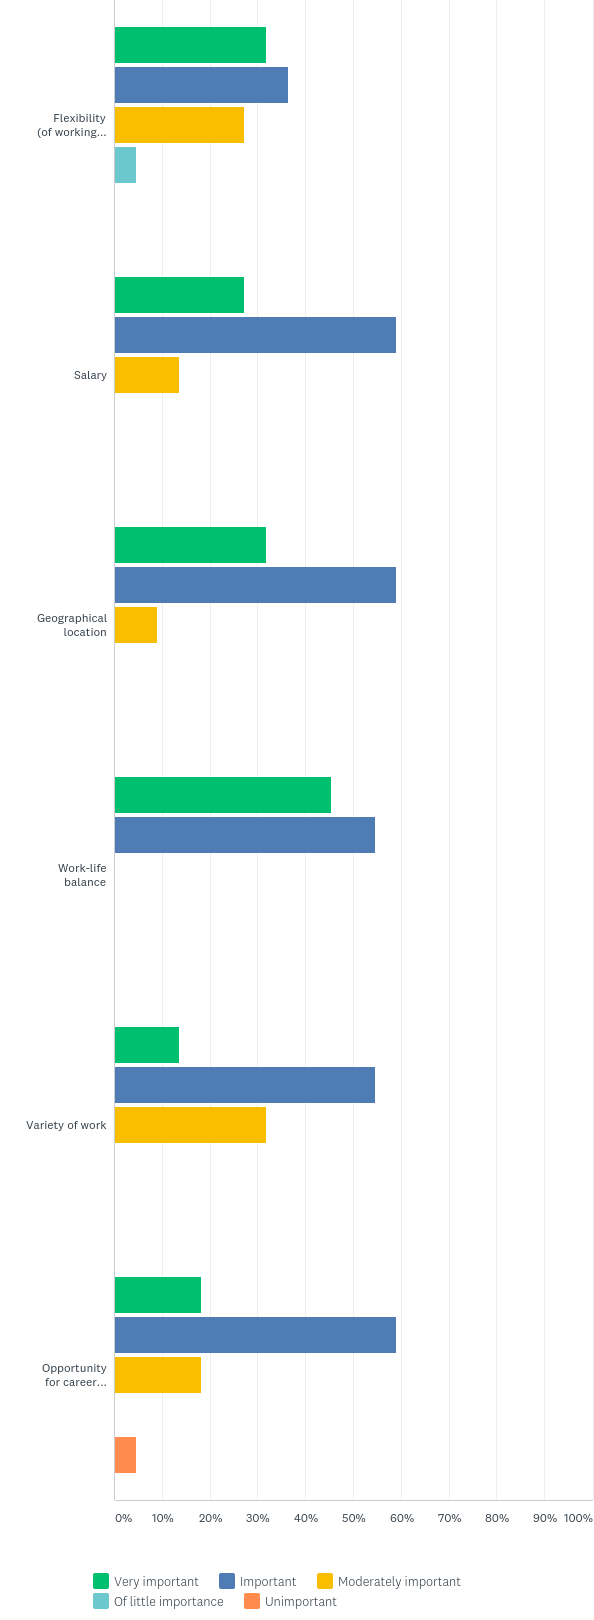 Flexibility
(of working...
Salary
Geographical
location
Work-life
balance
Variety of work
Opportunity
for career...
0% 10% 20% 30% 40% 50% 60% 70% 80% 90% 100%
Very important Important Moderately important
Of little importance Unimportant